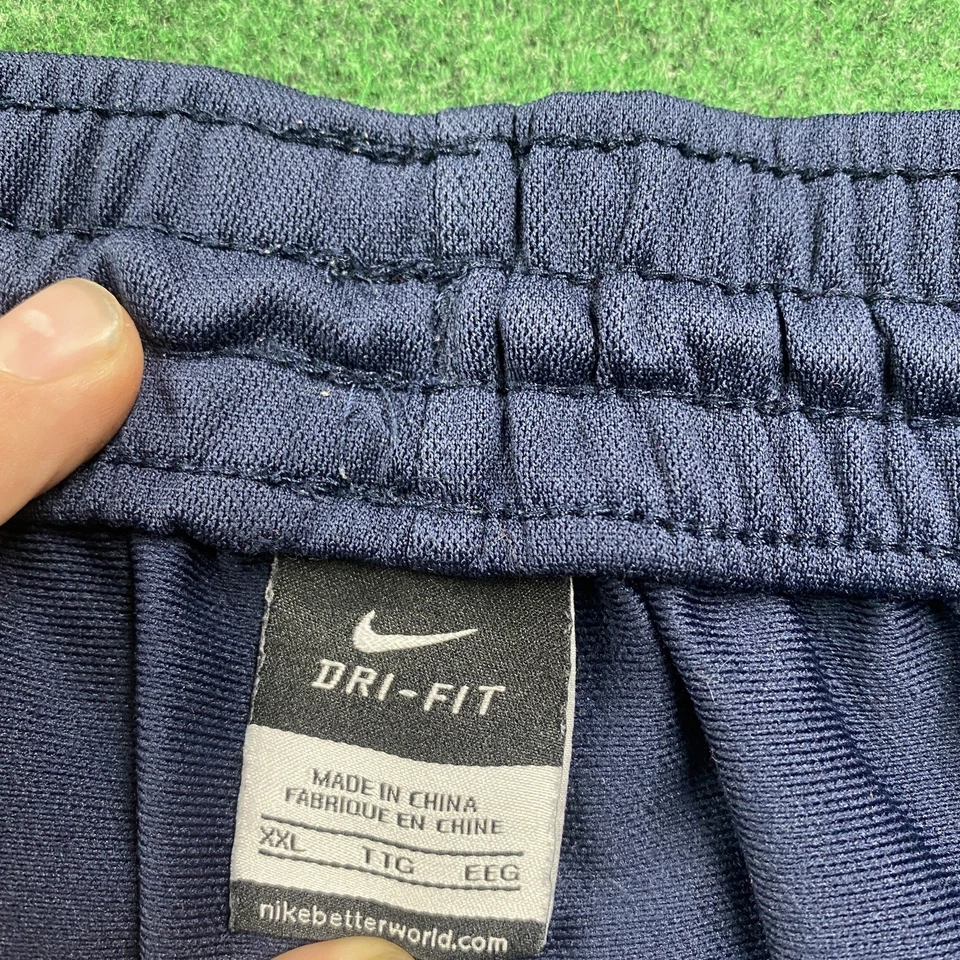 DRI-FIT
MADE IN CHINA
FABRIQUE EN CHINE
XXL TTG EEG
nikebetterworld.com